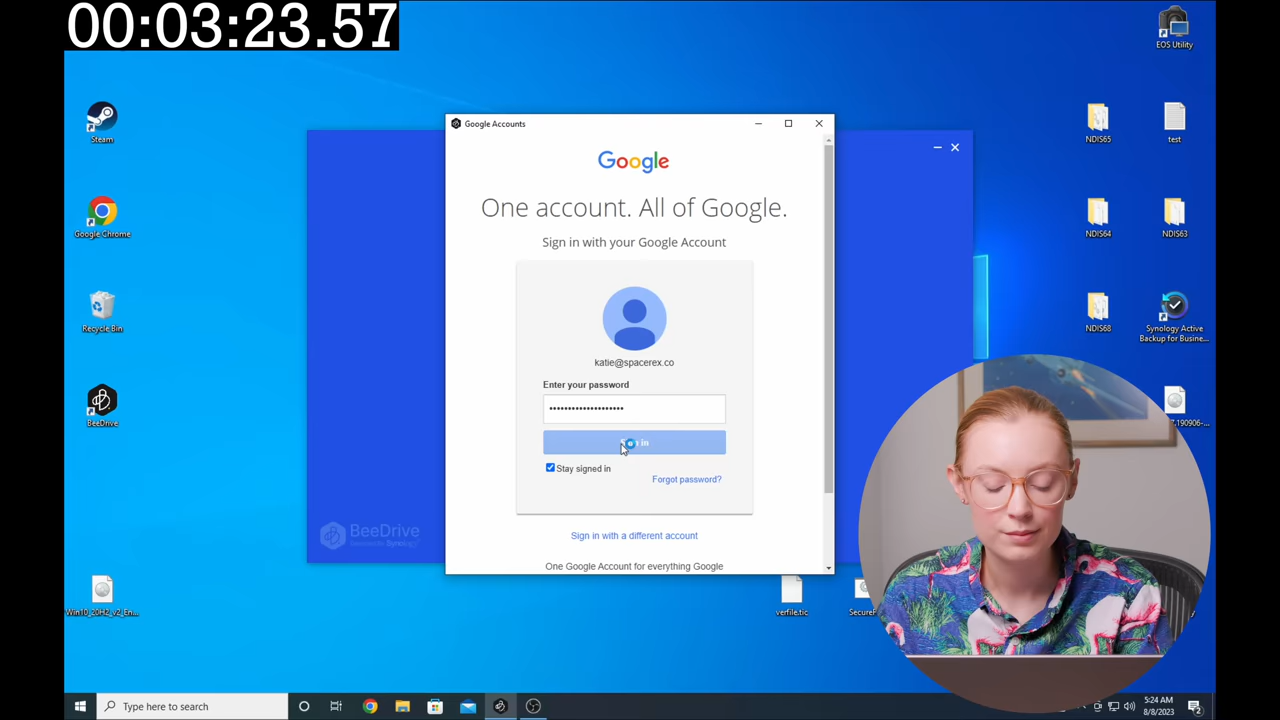 00:03:23.57
EOS Utility
Steam
NDIS65
test
Google Accounts
Google
One account. All of Google.
Sign in with your Google Account
Google Chrome
NDIS64
NDIS63
katie@spacerex.co
Enter your password
••••••••••••••••••••
Stay signed in
Forgot password?
Recycle Bin
NDIS68
Synology Active
Backup for Busine...
BeeDrive
BeeDrive
Sign in with a different account
One Google Account for everything Google
Win10_20H2_v2_En...
verfile.tic
Type here to search
5:24 AM
8/8/2023
2